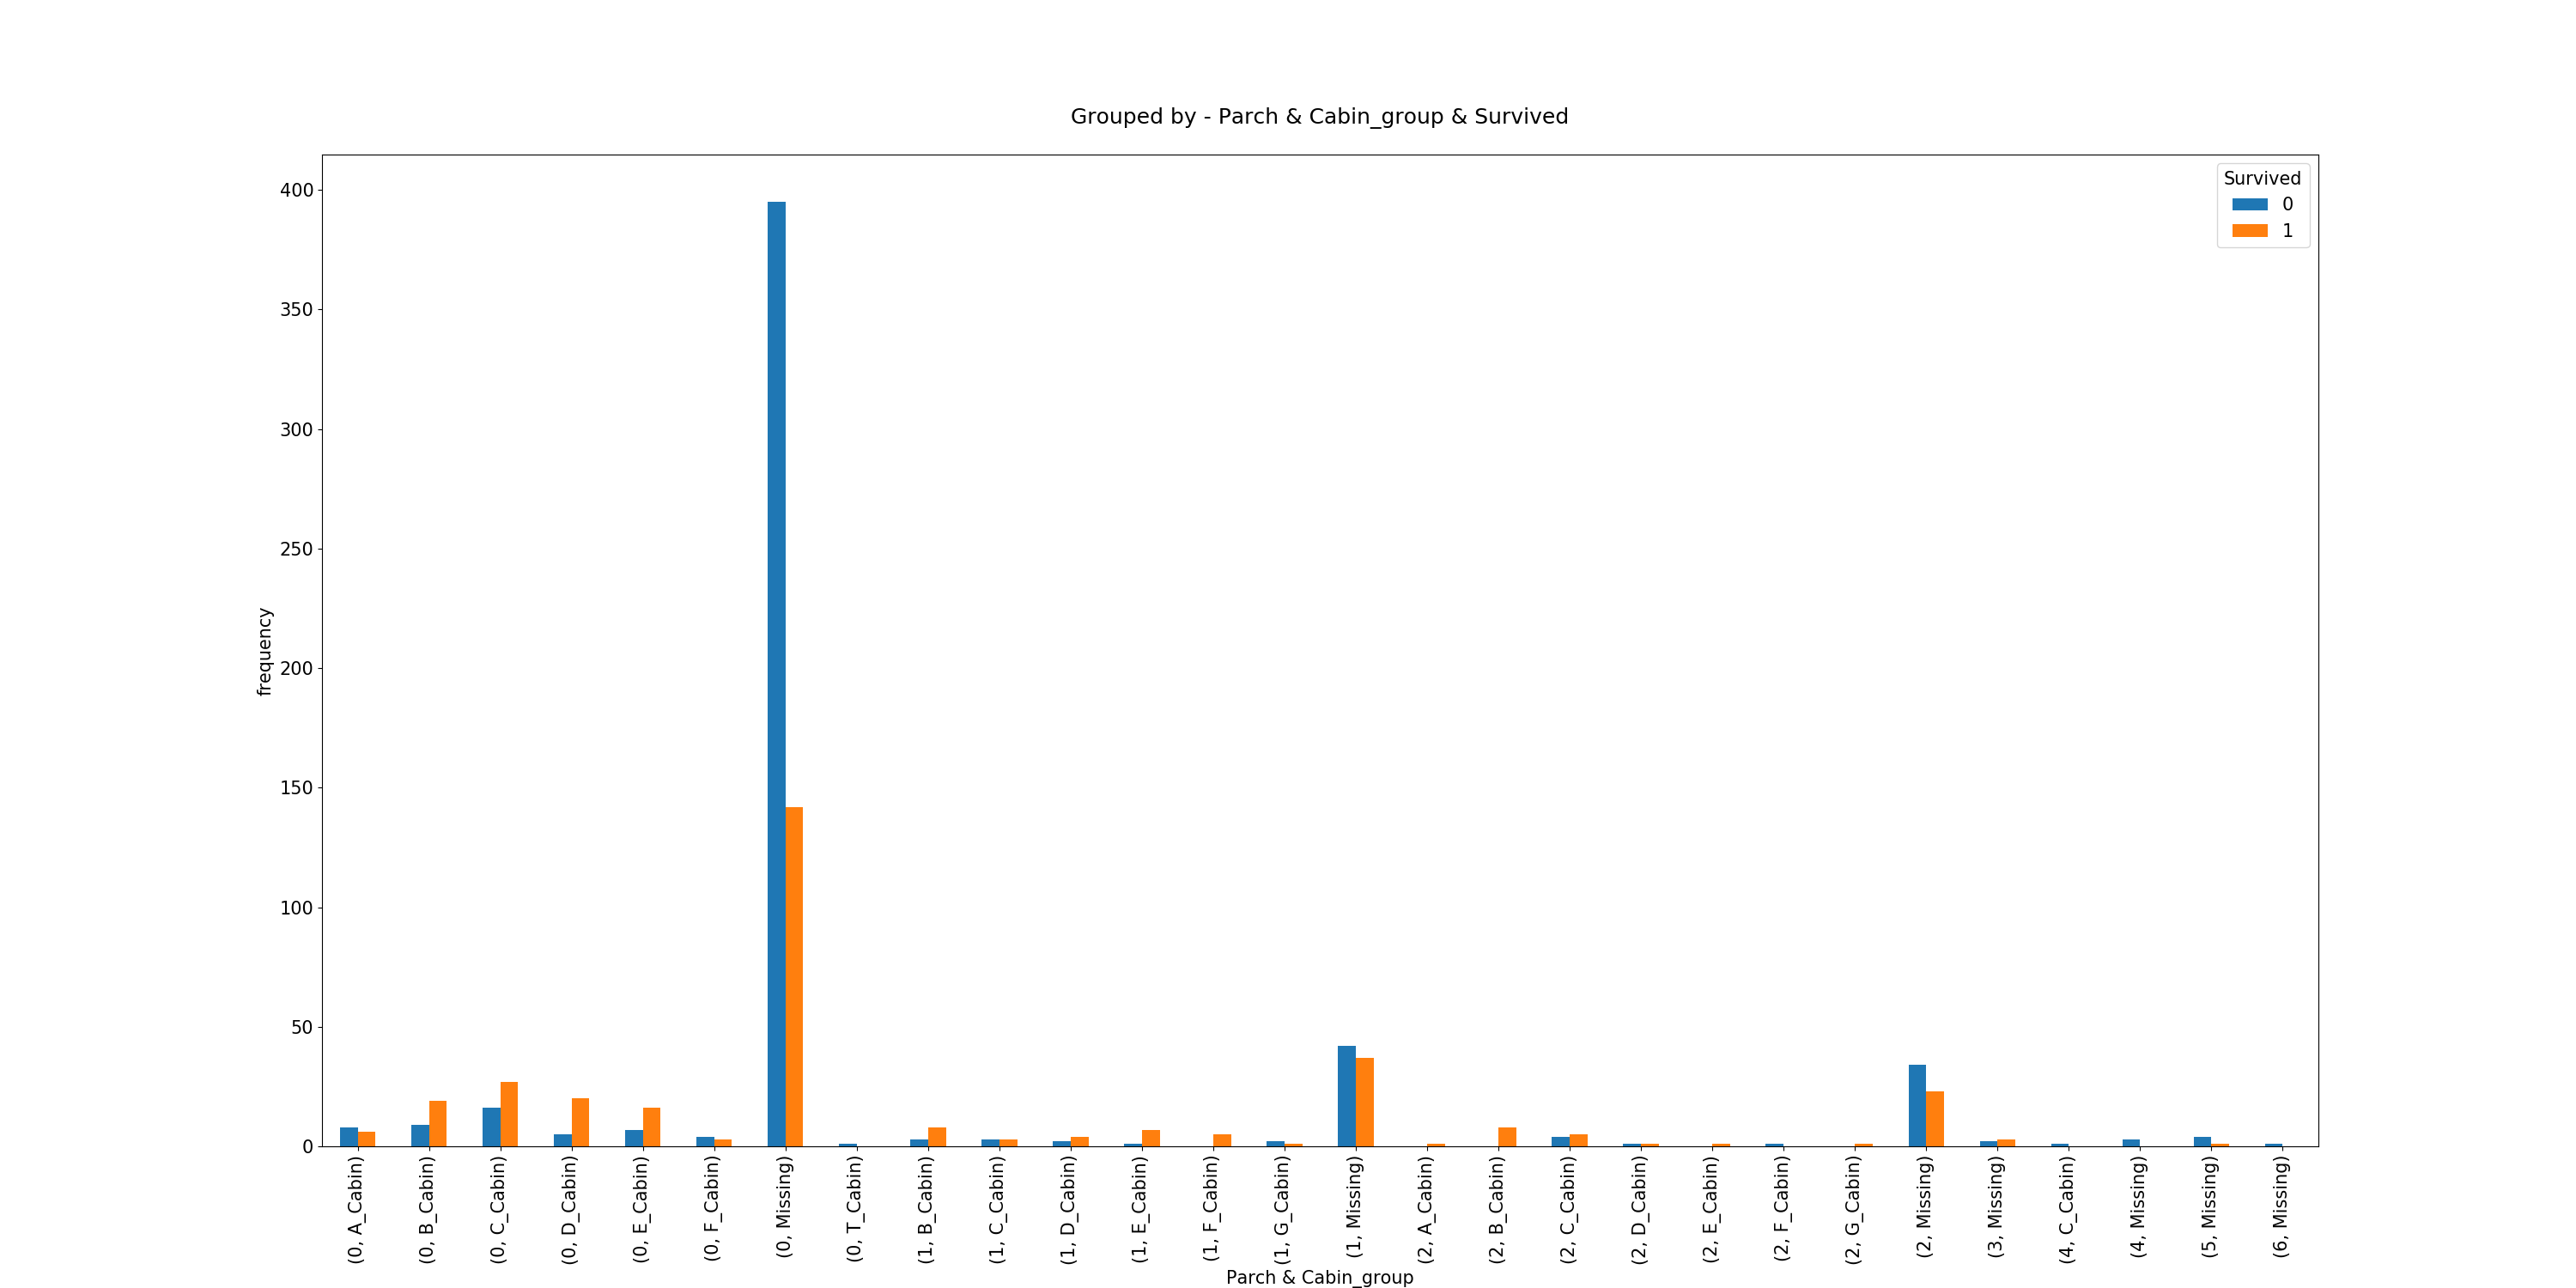 Grouped by - Parch & Cabin_group & Survived
Survived
0
1
400
350
300
250
200
150
100
50
0
frequency
(0, A_Cabin)
(0, B_Cabin)
(0, C_Cabin)
(0, D_Cabin)
(0, E_Cabin)
(0, F_Cabin)
(0, Missing)
(0, T_Cabin)
(1, B_Cabin)
(1, C_Cabin)
(1, D_Cabin)
(1, E_Cabin)
(1, F_Cabin)
(1, G_Cabin)
(1, Missing)
(2, A_Cabin)
(2, B_Cabin)
(2, C_Cabin)
(2, D_Cabin)
(2, E_Cabin)
(2, F_Cabin)
(2, G_Cabin)
(2, Missing)
(3, Missing)
(4, C_Cabin)
(4, Missing)
(5, Missing)
(6, Missing)
Parch & Cabin_group